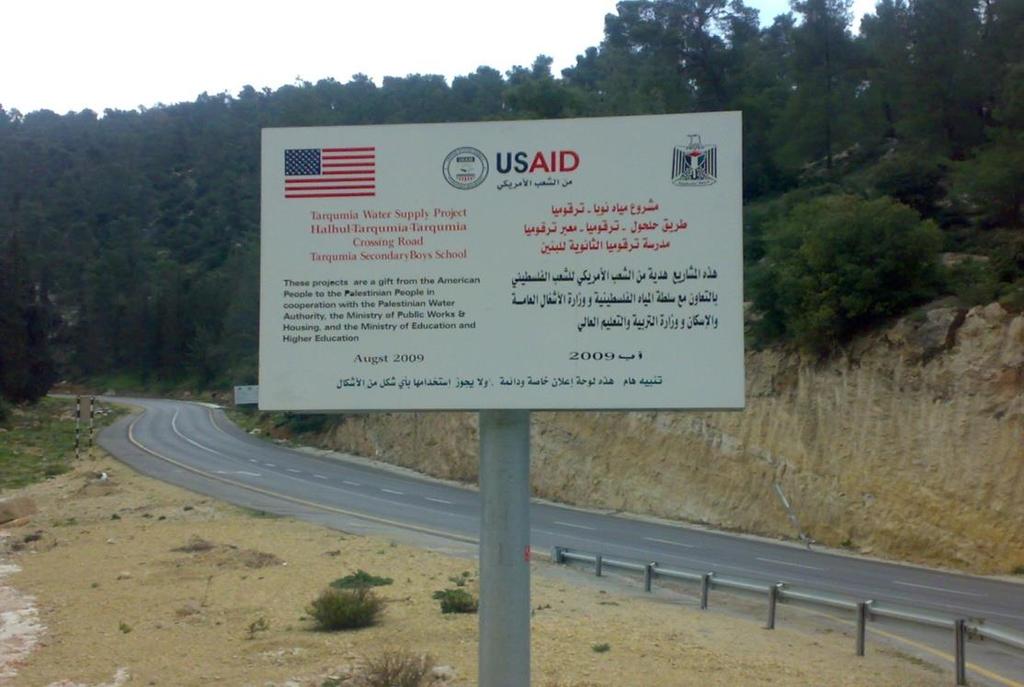 USAID
من الشعب الأمريكي
Tarqumia Water Supply Project
Halhul-Tarqumia-Tarqumia
Crossing Road
Tarqumia SecondaryBoys School
These projects are a gift from the American
People to the Palestinian People in
cooperation with the Palestinian Water
Authority, the Ministry of Public Works &
Housing, and the Ministry of Education and
Higher Education
Augst 2009
مشروع مياه نوبا - ترقوميا
طريق حلحول - ترقوميا - معبر ترقوميا
مدرسة ترقوميا الثانوية للبنين
هذه المشاريع هدية من الشعب الأمريكي للشعب الفلسطيني
بالتعاون مع سلطة المياه الفلسطينية و وزارة الأشغال العامة
والإسكان و وزارة التربية والتعليم العالي
آب 2009
تنبيه هام هذه لوحة إعلان خاصة ودائمة . ولا يجوز إستخدامها بأي شكل من الأشكال